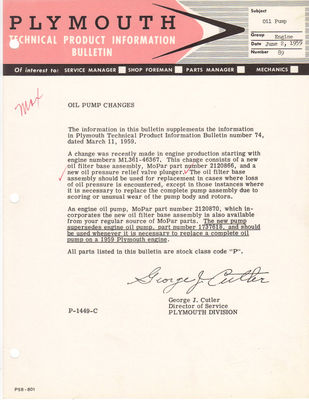 PLYMOUTH
TECHNICAL PRODUCT INFORMATION
BULLETIN
Subject
Oil Pump
Group Engine
Date June 2, 1959
Number 89
Of interest to: SERVICE MANAGER SHOP FOREMAN PARTS MANAGER MECHANICS
Max
OIL PUMP CHANGES
The information in this bulletin supplements the information
in Plymouth Technical Product Information Bulletin number 74,
dated March 11, 1959.
A change was recently made in engine production starting with
engine numbers ML361-46367. This change consists of a new
oil filter base assembly, MoPar part number 2120866, and a
new oil pressure relief valve plunger. The oil filter base
assembly should be used for replacement in cases where loss
of oil pressure is encountered, except in those instances where
it is necessary to replace the complete pump assembly due to
scoring or unusual wear of the pump body and rotors.
An engine oil pump, MoPar part number 2120870, which in-
corporates the new oil filter base assembly is also available
from your regular source of MoPar parts. The new pump
supersedes engine oil pump, part number 1737618, and should
be used whenever it is necessary to replace a complete oil
pump on a 1959 Plymouth engine.
All parts listed in this bulletin are stock class code "P".
George J. Cutler
George J. Cutler
Director of Service
PLYMOUTH DIVISION
P-1449-C
PSB-801